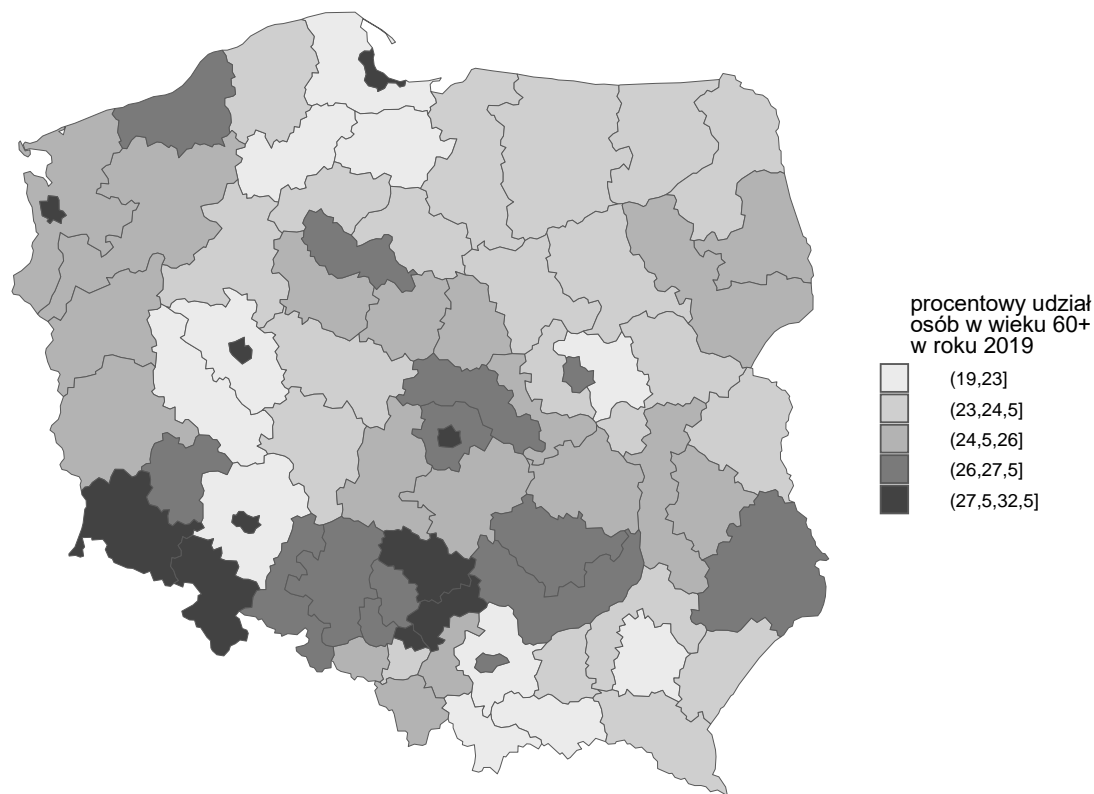 procentowy udział
osób w wieku 60+
w roku 2019
(19,23]
(23,24,5]
(24,5,26]
(26,27,5]
(27,5,32,5]